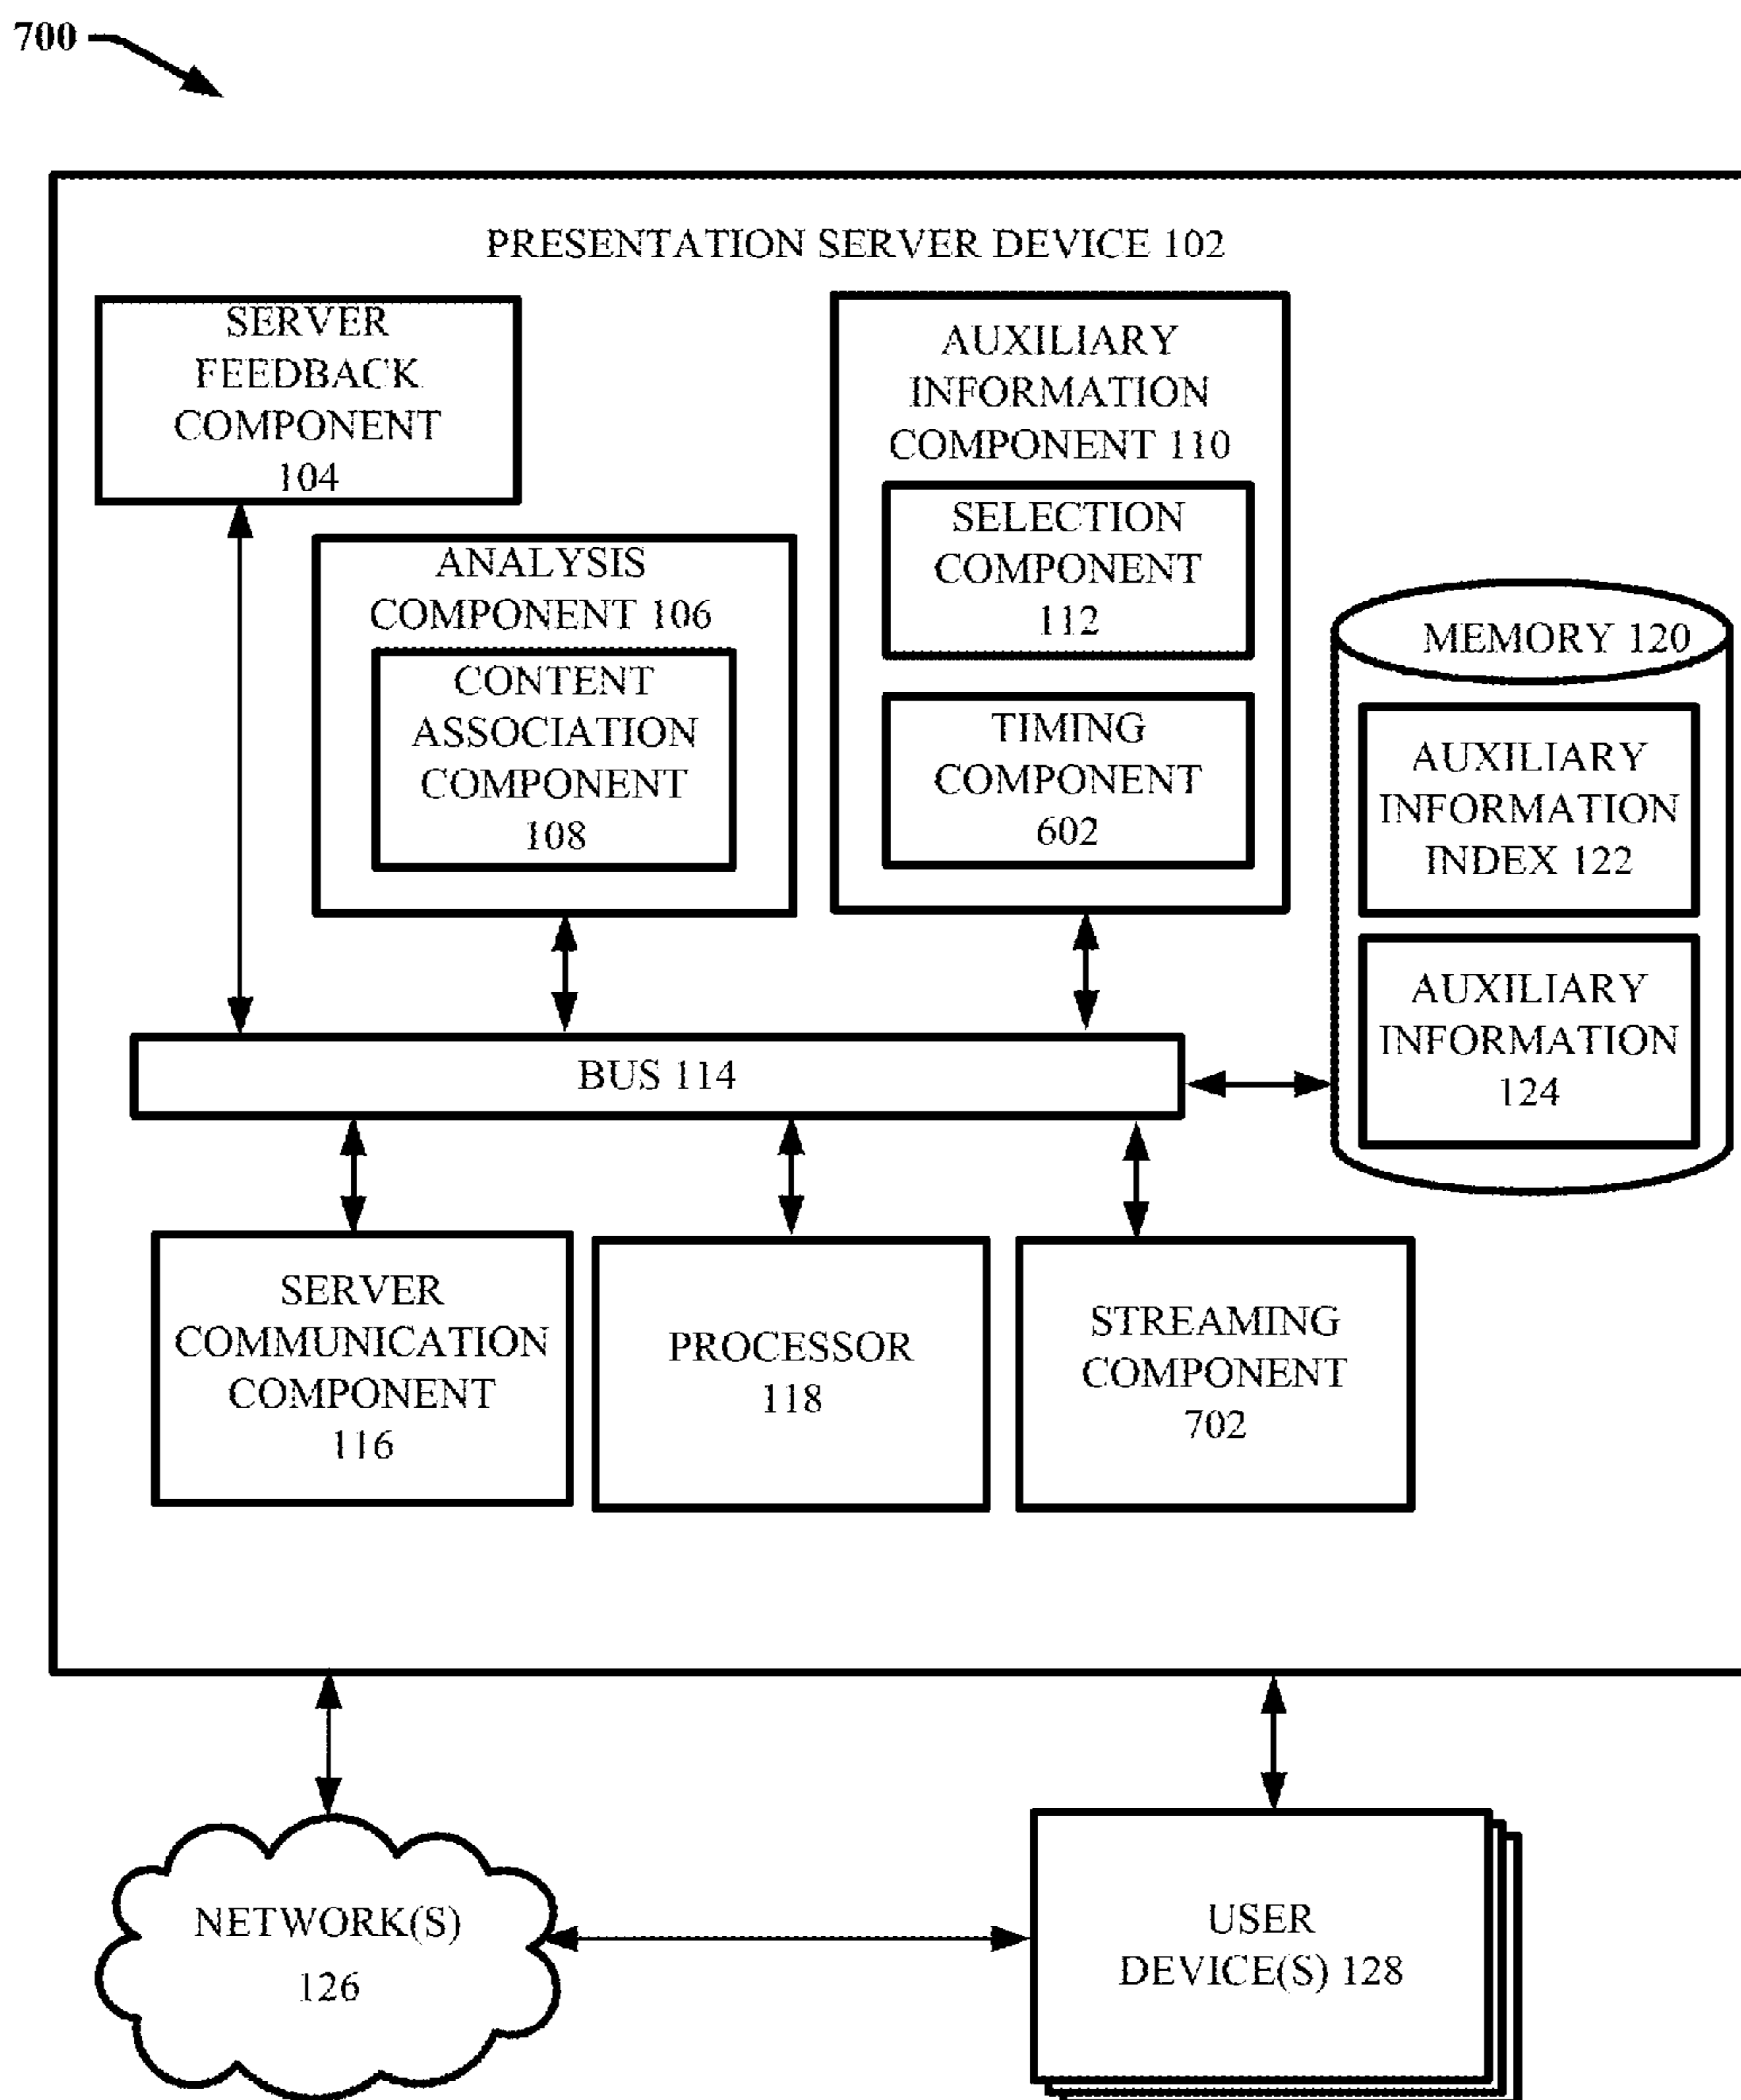 700
PRESENTATION SERVER DEVICE 102
SERVER
FEEDBACK
COMPONENT
104
AUXILIARY
INFORMATION
COMPONENT 110
SELECTION
COMPONENT
112
TIMING
COMPONENT
602
ANALYSIS
COMPONENT 106
CONTENT
ASSOCIATION
COMPONENT
108
MEMORY 120
AUXILIARY
INFORMATION
INDEX 122
AUXILIARY
INFORMATION
124
BUS 114
SERVER
COMMUNICATION
COMPONENT
116
PROCESSOR
118
STREAMING
COMPONENT
702
NETWORK(S)
126
USER
DEVICE(S) 128